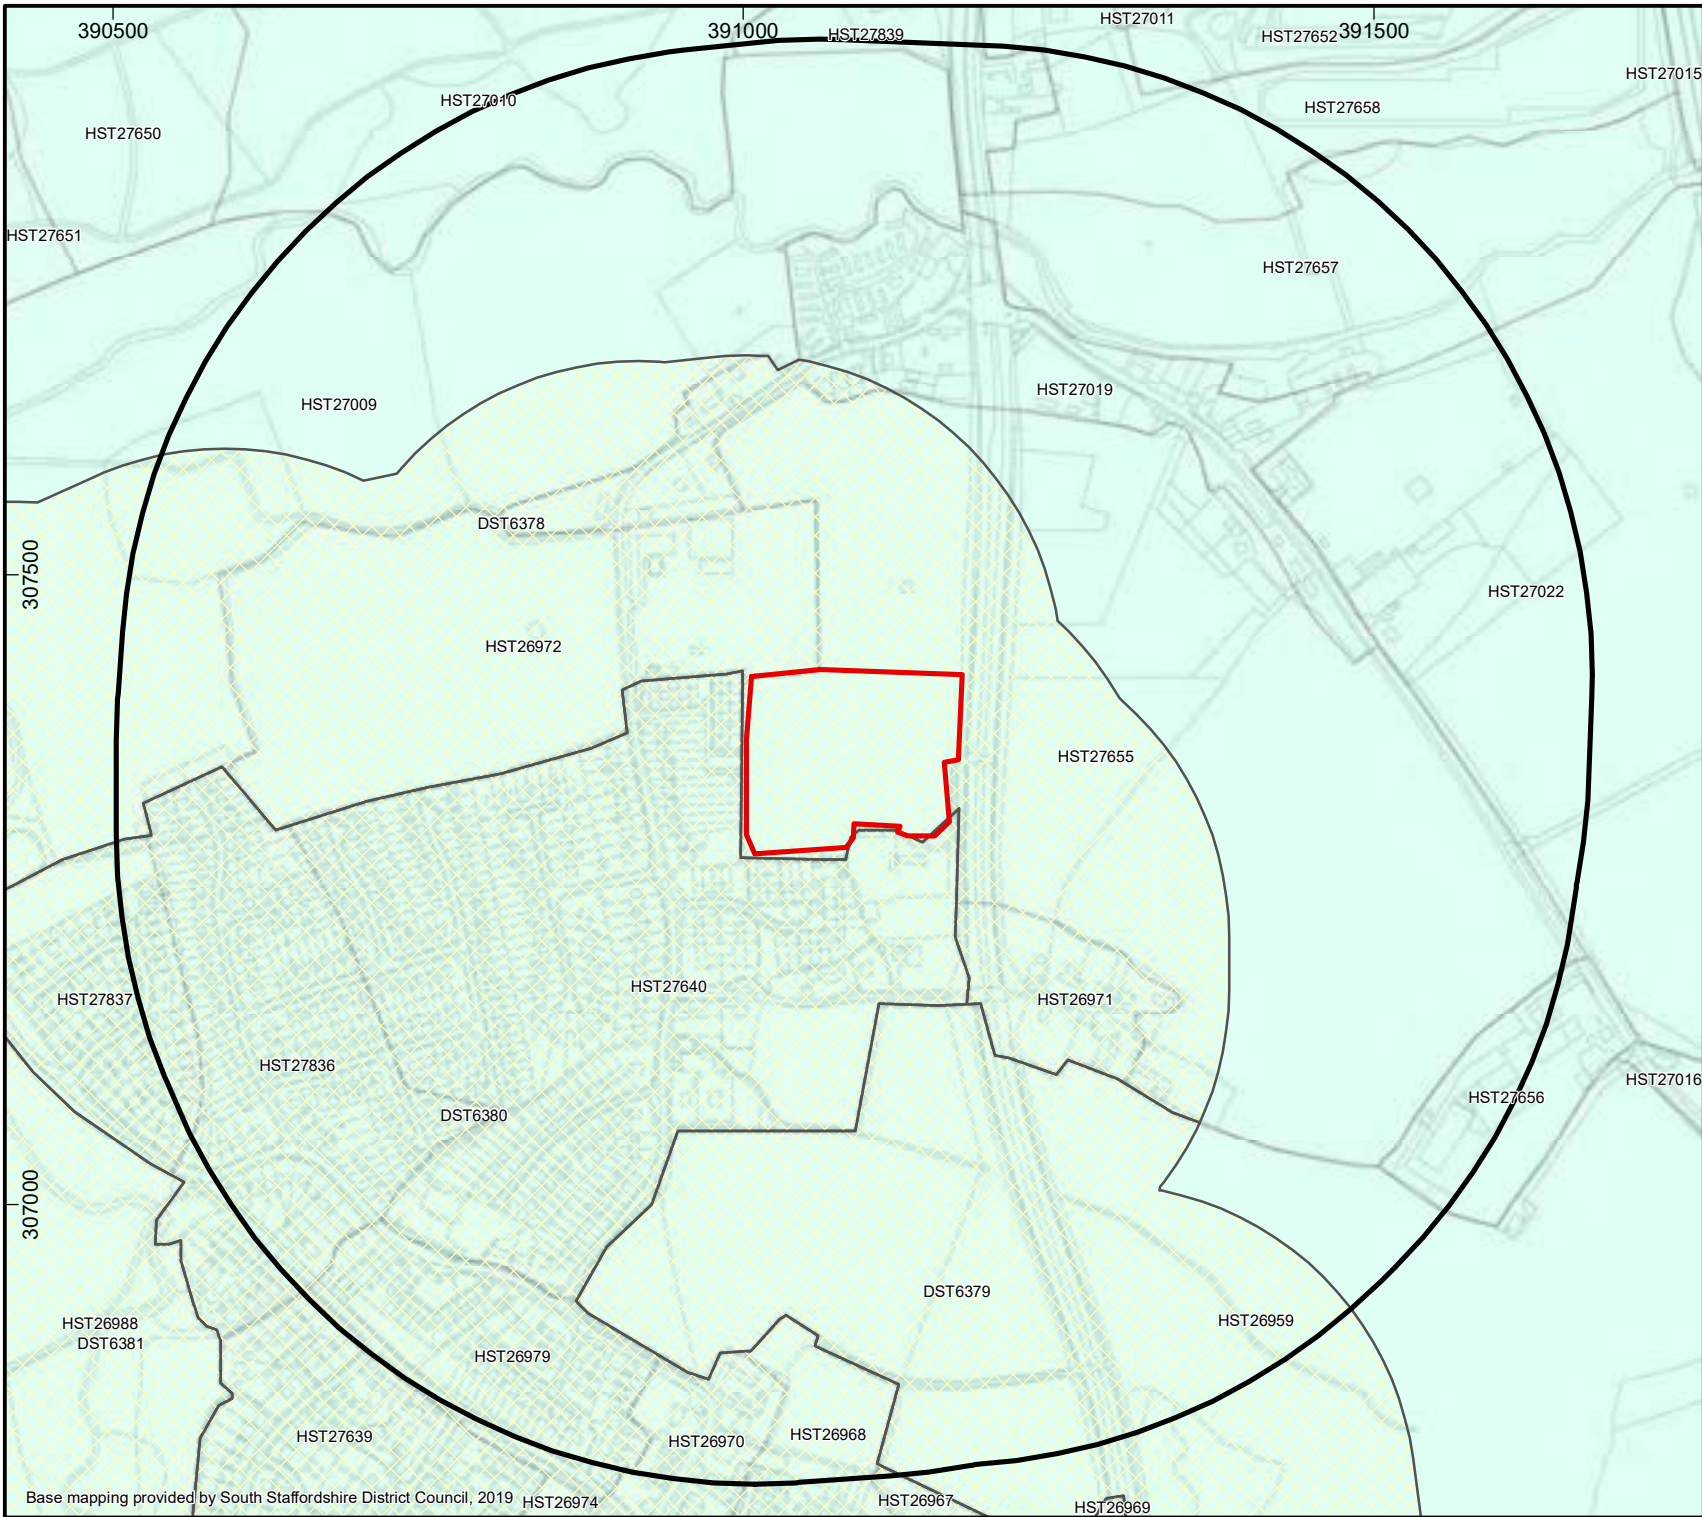 HST27011
390500
391000
HST27839
HST27652
391500
HST27015
HST27010
HST27658
HST27650
HST27651
HST27657
HST27019
HST27009
DST6378
307500
HST27022
HST26972
HST27655
HST27640
HST27837
HST26971
HST27836
HST27016
HST27656
DST6380
307000
DST6379
HST26959
HST26988
DST6381
HST26979
HST27639
HST26970
HST26968
Base mapping provided by South Staffordshire District Council, 2019
HST26974
HST26967
HST26969